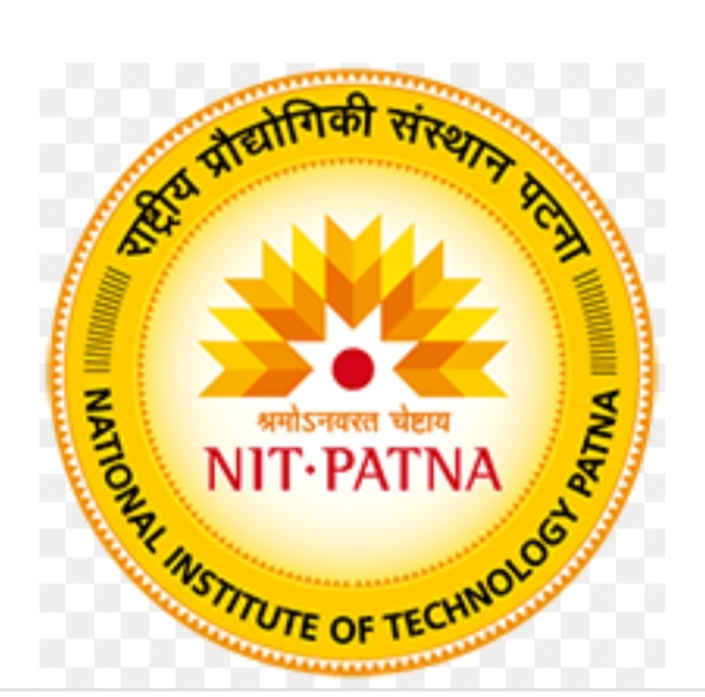 राष्ट्रीय प्रौद्योगिकी संस्थान पटना
श्रमोऽनवरत चेष्टाय
NIT·PATNA
NATIONAL INSTITUTE OF TECHNOLOGY PATNA